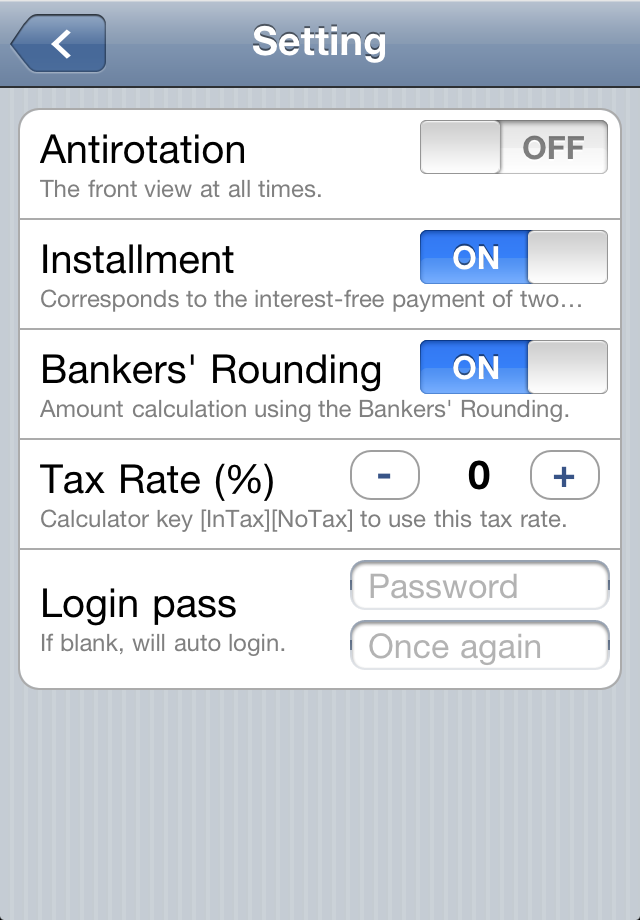 Setting
Antirotation
OFF
The front view at all times.
Installment
ON
Corresponds to the interest-free payment of two…
Bankers' Rounding
ON
Amount calculation using the Bankers' Rounding.
Tax Rate (%)
- 0 +
Calculator key [InTax][NoTax] to use this tax rate.
Login pass
If blank, will auto login.
Password
Once again